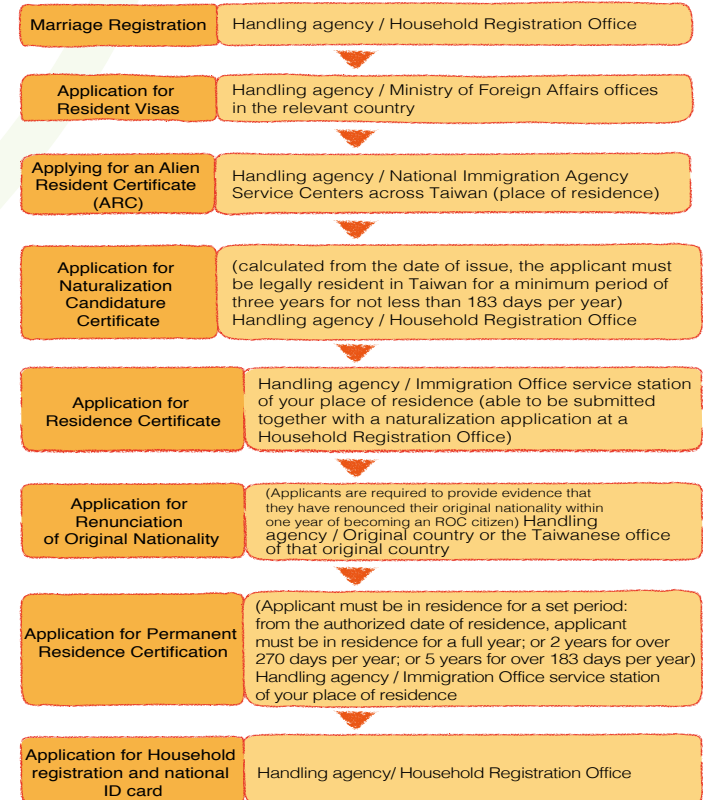 Marriage Registration
Handling agency / Household Registration Office
Application for
Resident Visas
Handling agency / Ministry of Foreign Affairs offices
in the relevant country
Applying for an Alien
Resident Certificate
(ARC)
Handling agency / National Immigration Agency
Service Centers across Taiwan (place of residence)
Application for
Naturalization
Candidature
Certificate
(calculated from the date of issue, the applicant must
be legally resident in Taiwan for a minimum period of
three years for not less than 183 days per year)
Handling agency / Household Registration Office
Application for
Residence Certificate
Handling agency / Immigration Office service station
of your place of residence (able to be submitted
together with a naturalization application at a
Household Registration Office)
Application for
Renunciation
of Original Nationality
(Applicants are required to provide evidence that
they have renounced their original nationality within
one year of becoming an ROC citizen) Handling
agency / Original country or the Taiwanese office
of that original country
Application for Permanent
Residence Certification
(Applicant must be in residence for a set period:
from the authorized date of residence, applicant
must be in residence for a full year; or 2 years for over
270 days per year; or 5 years for over 183 days per year)
Handling agency / Immigration Office service station
of your place of residence
Application for Household
registration and national
ID card
Handling agency/ Household Registration Office